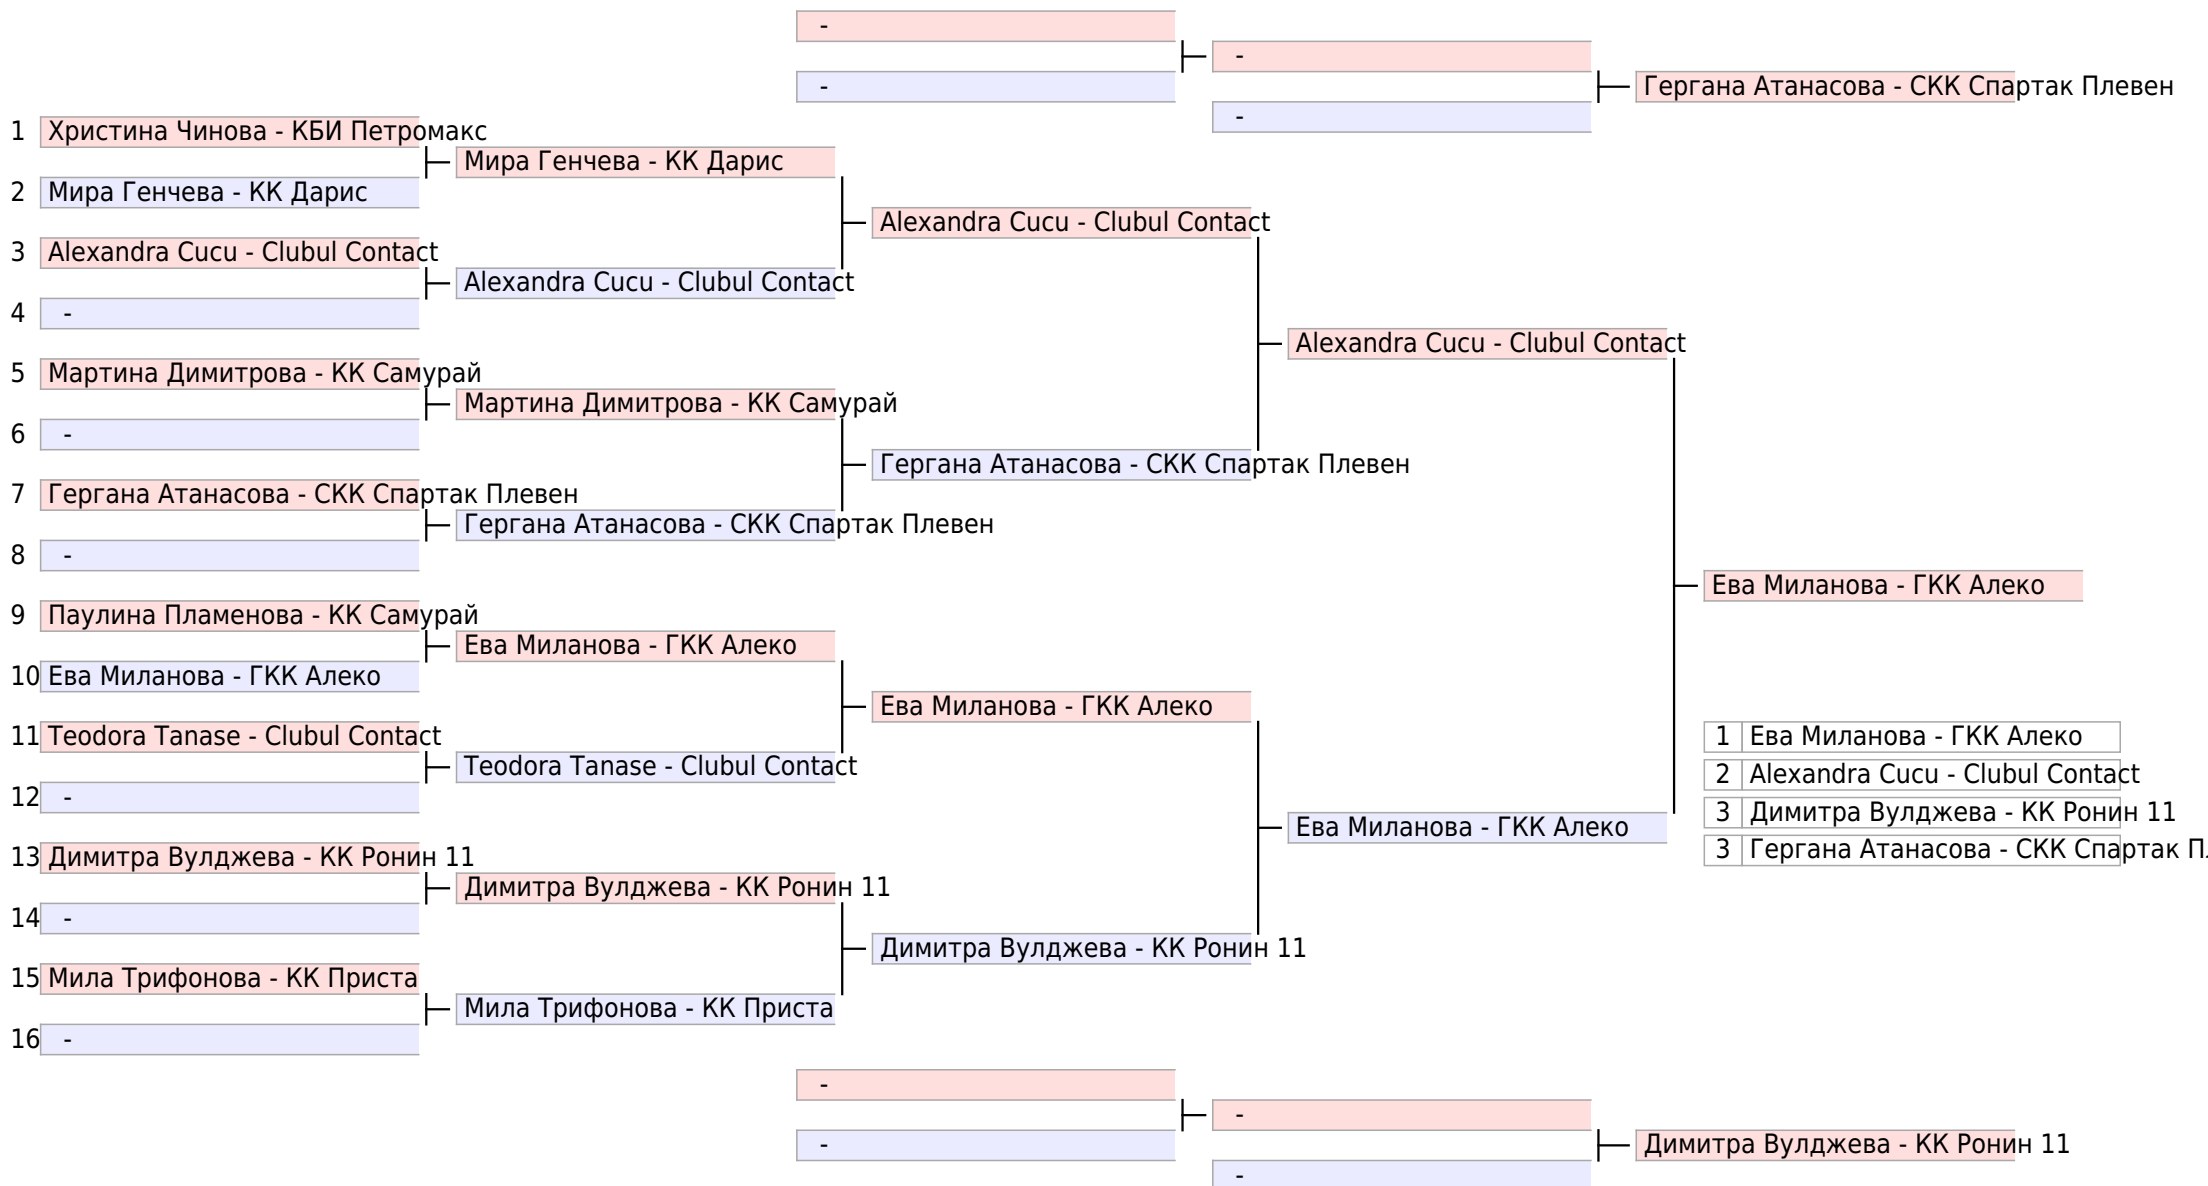 -
-
-
-
Гергана Атанасова - СКК Спартак Плевен
1 Христина Чинова - КБИ Петромакс
2 Мира Генчева - КК Дарис
3 Alexandra Cucu - Clubul Contact
4 -
5 Мартина Димитрова - КК Самурай
6 -
7 Гергана Атанасова - СКК Спартак Плевен
8 -
9 Паулина Пламенова - КК Самурай
10 Ева Миланова - ГКК Алеко
11 Teodora Tanase - Clubul Contact
12 -
13 Димитра Вулджева - КК Ронин 11
14 -
15 Мила Трифонова - КК Приста
16 -
Мира Генчева - КК Дарис
Alexandra Cucu - Clubul Contact
Мартина Димитрова - КК Самурай
Гергана Атанасова - СКК Спартак Плевен
Ева Миланова - ГКК Алеко
Teodora Tanase - Clubul Contact
Димитра Вулджева - КК Ронин 11
Мила Трифонова - КК Приста
Alexandra Cucu - Clubul Contact
Гергана Атанасова - СКК Спартак Плевен
Ева Миланова - ГКК Алеко
Димитра Вулджева - КК Ронин 11
Alexandra Cucu - Clubul Contact
Ева Миланова - ГКК Алеко
Ева Миланова - ГКК Алеко
1 Ева Миланова - ГКК Алеко
2 Alexandra Cucu - Clubul Contact
3 Димитра Вулджева - КК Ронин 11
3 Гергана Атанасова - СКК Спартак
-
-
-
-
Димитра Вулджева - КК Ронин 11